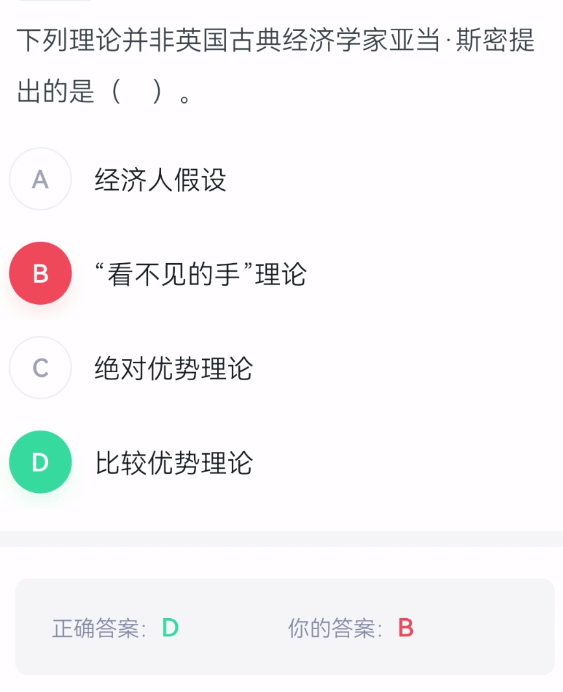 下列理论并非英国古典经济学家亚当·斯密提
出的是（　）。
A 经济人假设
B “看不见的手”理论
C 绝对优势理论
D 比较优势理论
正确答案：D 你的答案：B